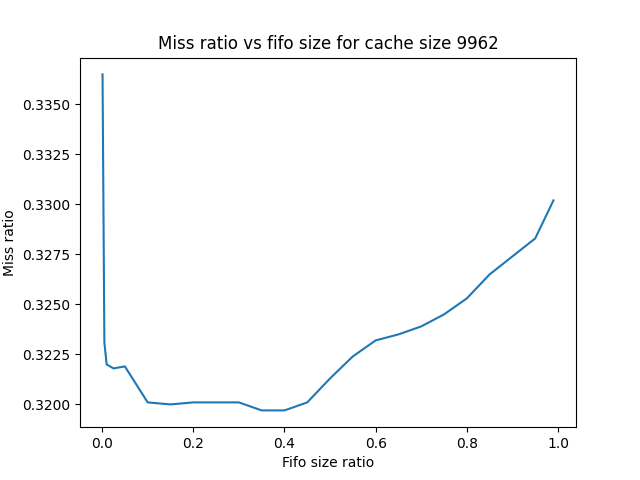 Miss ratio vs fifo size for cache size 9962
0.3350
0.3325
0.3300
0.3275
0.3250
0.3225
0.3200
Miss ratio
0.0 0.2 0.4 0.6 0.8 1.0
Fifo size ratio